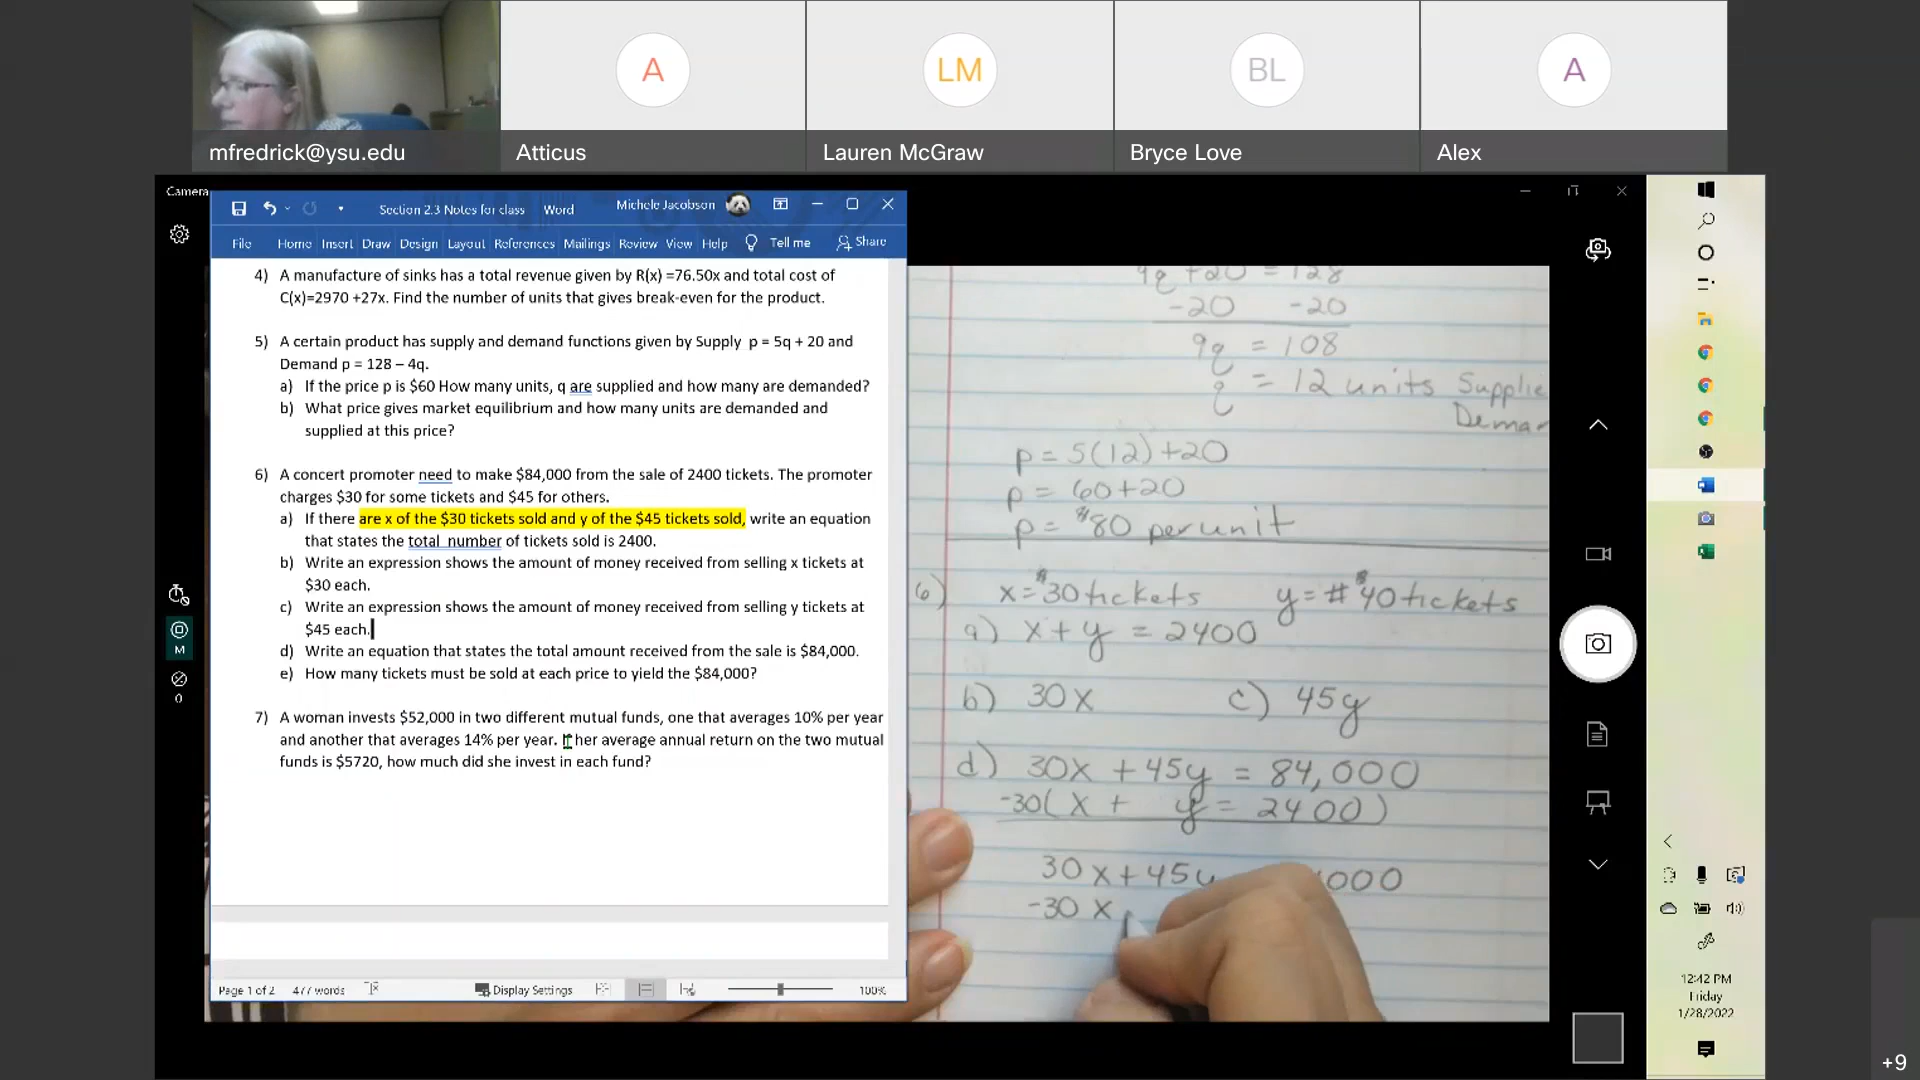 A
LM
BL
A
mfredrick@ysu.edu
Atticus
Lauren McGraw
Bryce Love
Alex
Camera
Section 2.3 Notes for class Word Michele Jacobson
File Home Insert Draw Design Layout References Mailings Review View Help Tell me Share
4) A manufacture of sinks has a total revenue given by R(x) =76.50x and total cost of
C(x)=2970 +27x. Find the number of units that gives break-even for the product.
5) A certain product has supply and demand functions given by Supply p = 5q + 20 and
Demand p = 128 – 4q.
a) If the price p is $60 How many units, q are supplied and how many are demanded?
b) What price gives market equilibrium and how many units are demanded and
supplied at this price?
6) A concert promoter need to make $84,000 from the sale of 2400 tickets. The promoter
charges $30 for some tickets and $45 for others.
a) If there are x of the $30 tickets sold and y of the $45 tickets sold, write an equation
that states the total number of tickets sold is 2400.
b) Write an expression shows the amount of money received from selling x tickets at
$30 each.
c) Write an expression shows the amount of money received from selling y tickets at
$45 each.
d) Write an equation that states the total amount received from the sale is $84,000.
e) How many tickets must be sold at each price to yield the $84,000?
7) A woman invests $52,000 in two different mutual funds, one that averages 10% per year
and another that averages 14% per year. If her average annual return on the two mutual
funds is $5720, how much did she invest in each fund?
Page 1 of 2 477 words Display Settings 100%
9q +20 = 128
-20 -20
9q = 108
q = 12 units Supplie
Deman
p = 5(12)+20
p = 60+20
p = $80 per unit
6) x = $30 tickets y = # $40 tickets
a) x + y = 2400
b) 30x c) 45y
d) 30x + 45y = 84,000
-30( x + y = 2400 )
30x + 45y 000
-30 x
M
0
12:42 PM
Friday
1/28/2022
+9